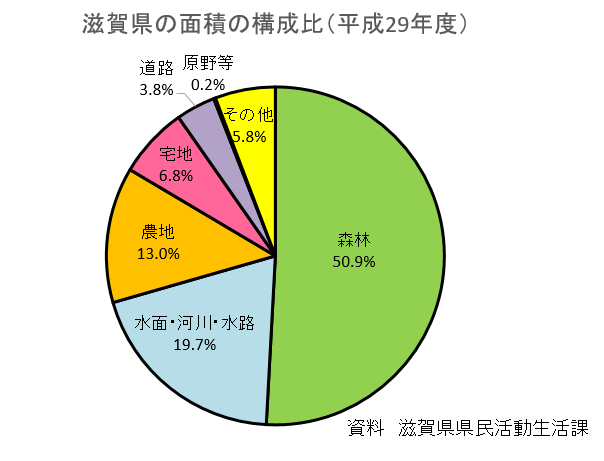 滋賀県の面積の構成比（平成29年度）
原野等
0.2%
道路
3.8%
その他
5.8%
宅地
6.8%
農地
13.0%
森林
50.9%
水面・河川・水路
19.7%
資料　滋賀県県民活動生活課